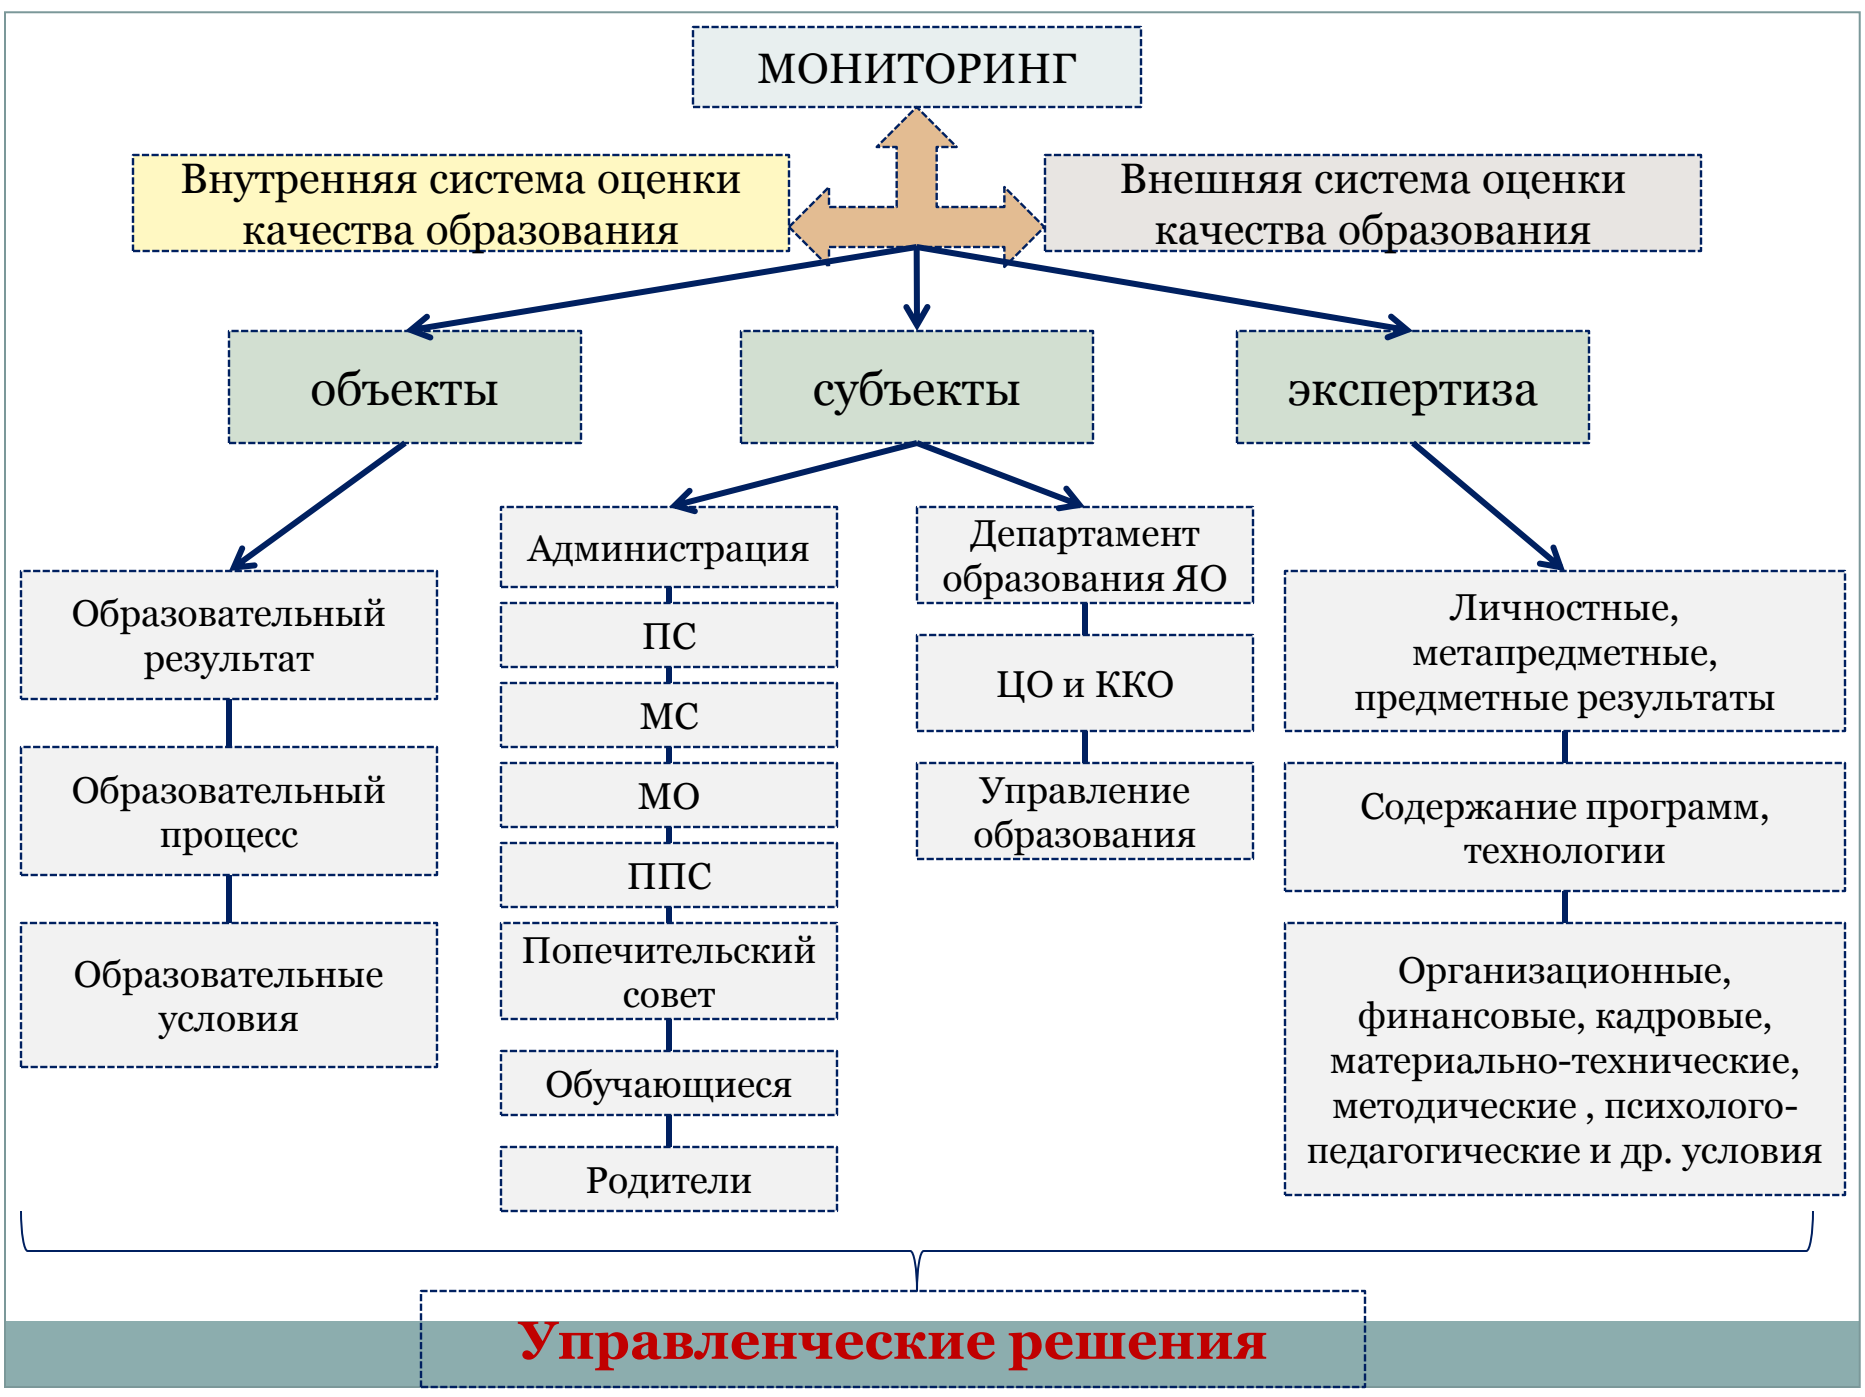 МОНИТОРИНГ
Внутренняя система оценки
качества образования
Внешняя система оценки
качества образования
объекты
субъекты
экспертиза
Образовательный
результат
Образовательный
процесс
Образовательные
условия
Администрация
ПС
МС
МО
ППС
Попечительский
совет
Обучающиеся
Родители
Департамент
образования ЯО
ЦО и ККО
Управление
образования
Личностные,
метапредметные,
предметные результаты
Содержание программ,
технологии
Организационные,
финансовые, кадровые,
материально-технические,
методические , психолого-
педагогические и др. условия
Управленческие решения